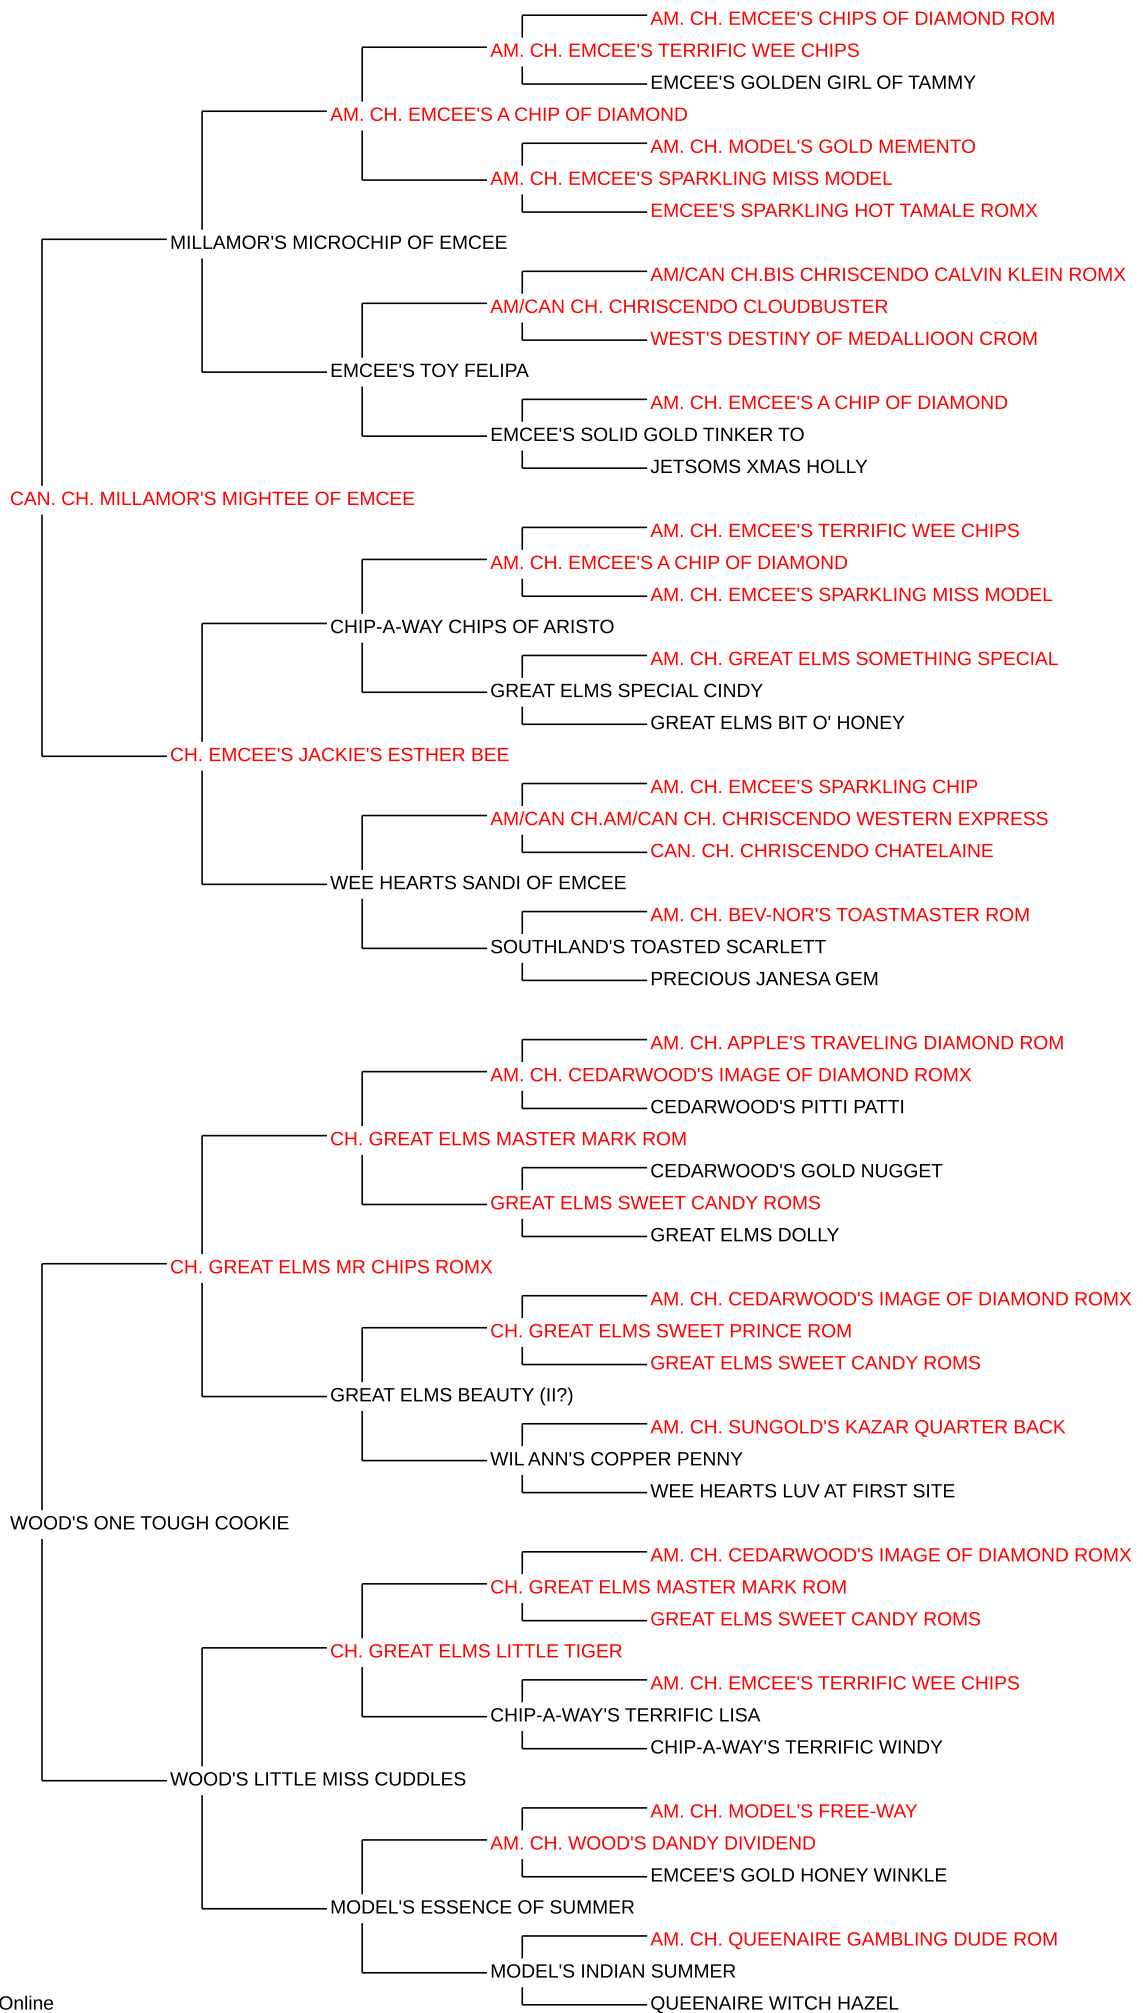 AM. CH. EMCEE'S CHIPS OF DIAMOND ROM
AM. CH. EMCEE'S TERRIFIC WEE CHIPS
EMCEE'S GOLDEN GIRL OF TAMMY
AM. CH. EMCEE'S A CHIP OF DIAMOND
AM. CH. MODEL'S GOLD MEMENTO
AM. CH. EMCEE'S SPARKLING MISS MODEL
EMCEE'S SPARKLING HOT TAMALE ROMX
MILLAMOR'S MICROCHIP OF EMCEE
AM/CAN CH.BIS CHRISCENDO CALVIN KLEIN ROMX
AM/CAN CH. CHRISCENDO CLOUDBUSTER
WEST'S DESTINY OF MEDALLIOON CROM
EMCEE'S TOY FELIPA
AM. CH. EMCEE'S A CHIP OF DIAMOND
EMCEE'S SOLID GOLD TINKER TO
JETSOMS XMAS HOLLY
CAN. CH. MILLAMOR'S MIGHTEE OF EMCEE
AM. CH. EMCEE'S TERRIFIC WEE CHIPS
AM. CH. EMCEE'S A CHIP OF DIAMOND
AM. CH. EMCEE'S SPARKLING MISS MODEL
CHIP-A-WAY CHIPS OF ARISTO
AM. CH. GREAT ELMS SOMETHING SPECIAL
GREAT ELMS SPECIAL CINDY
GREAT ELMS BIT O' HONEY
CH. EMCEE'S JACKIE'S ESTHER BEE
AM. CH. EMCEE'S SPARKLING CHIP
AM/CAN CH.AM/CAN CH. CHRISCENDO WESTERN EXPRESS
CAN. CH. CHRISCENDO CHATELAINE
WEE HEARTS SANDI OF EMCEE
AM. CH. BEV-NOR'S TOASTMASTER ROM
SOUTHLAND'S TOASTED SCARLETT
PRECIOUS JANESA GEM
AM. CH. APPLE'S TRAVELING DIAMOND ROM
AM. CH. CEDARWOOD'S IMAGE OF DIAMOND ROMX
CEDARWOOD'S PITTI PATTI
CH. GREAT ELMS MASTER MARK ROM
CEDARWOOD'S GOLD NUGGET
GREAT ELMS SWEET CANDY ROMS
GREAT ELMS DOLLY
CH. GREAT ELMS MR CHIPS ROMX
AM. CH. CEDARWOOD'S IMAGE OF DIAMOND ROMX
CH. GREAT ELMS SWEET PRINCE ROM
GREAT ELMS SWEET CANDY ROMS
GREAT ELMS BEAUTY (II?)
AM. CH. SUNGOLD'S KAZAR QUARTER BACK
WIL ANN'S COPPER PENNY
WEE HEARTS LUV AT FIRST SITE
WOOD'S ONE TOUGH COOKIE
AM. CH. CEDARWOOD'S IMAGE OF DIAMOND ROMX
CH. GREAT ELMS MASTER MARK ROM
GREAT ELMS SWEET CANDY ROMS
CH. GREAT ELMS LITTLE TIGER
AM. CH. EMCEE'S TERRIFIC WEE CHIPS
CHIP-A-WAY'S TERRIFIC LISA
CHIP-A-WAY'S TERRIFIC WINDY
WOOD'S LITTLE MISS CUDDLES
AM. CH. MODEL'S FREE-WAY
AM. CH. WOOD'S DANDY DIVIDEND
EMCEE'S GOLD HONEY WINKLE
MODEL'S ESSENCE OF SUMMER
AM. CH. QUEENAIRE GAMBLING DUDE ROM
MODEL'S INDIAN SUMMER
QUEENAIRE WITCH HAZEL
Online